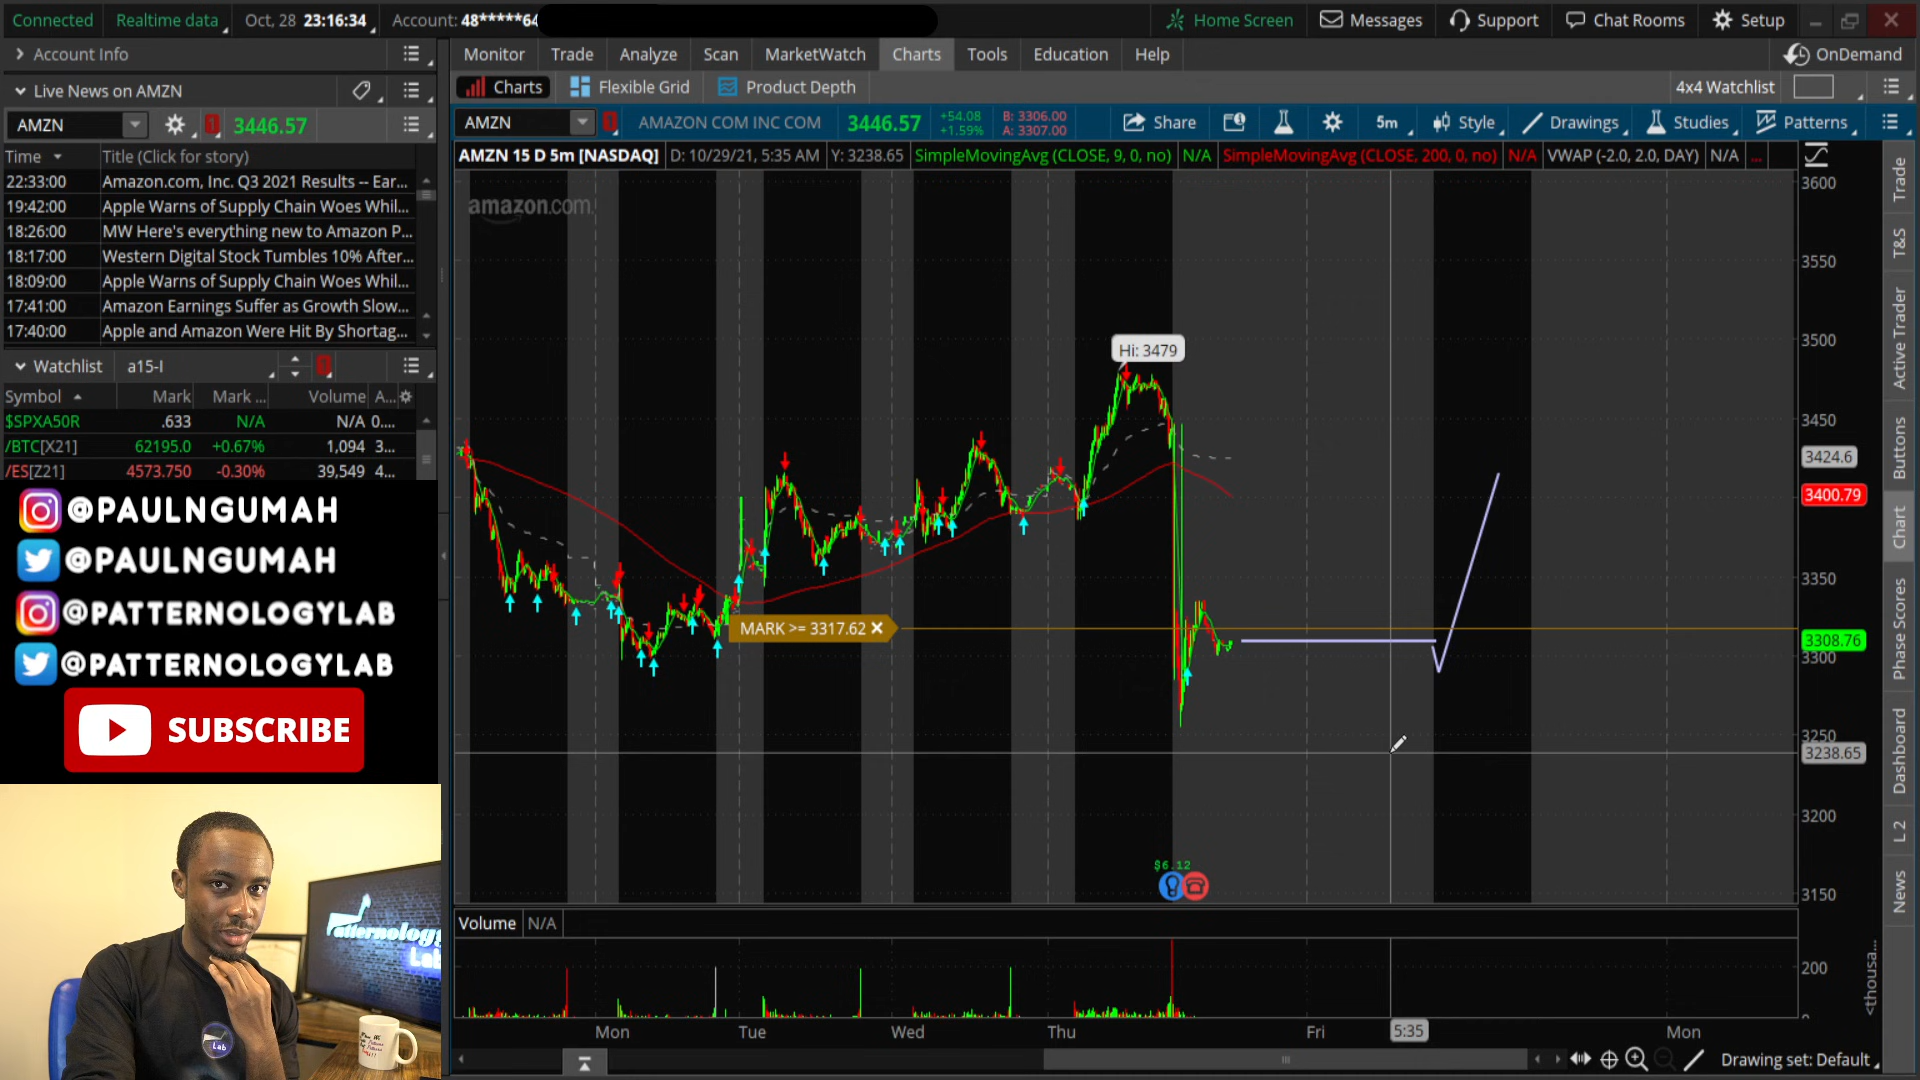 Connected
Realtime data
Oct, 28 23:16:34
Account: 48*****64
Home Screen
Messages
Support
Chat Rooms
Setup
Account Info
Monitor
Trade
Analyze
Scan
MarketWatch
Charts
Tools
Education
Help
OnDemand
Live News on AMZN
Charts
Flexible Grid
Product Depth
4x4 Watchlist
AMZN
3446.57
AMZN
AMAZON COM INC COM
3446.57
+54.08
+1.59%
B: 3306.00
A: 3307.00
Share
5m
Style
Drawings
Studies
Patterns
Time
Title (Click for story)
AMZN 15 D 5m [NASDAQ]
D: 10/29/21, 5:35 AM
Y: 3238.65
SimpleMovingAvg (CLOSE, 9, 0, no)
N/A
SimpleMovingAvg (CLOSE, 200, 0, no)
N/A
VWAP (-2.0, 2.0, DAY)
N/A
...
22:33:00 Amazon.com, Inc. Q3 2021 Results -- Ear...
19:42:00 Apple Warns of Supply Chain Woes Whil...
18:26:00 MW Here's everything new to Amazon P...
18:17:00 Western Digital Stock Tumbles 10% After...
18:09:00 Apple Warns of Supply Chain Woes Whil...
17:41:00 Amazon Earnings Suffer as Growth Slow...
17:40:00 Apple and Amazon Were Hit By Shortag...
Watchlist
a15-I
Symbol Mark Mark ... Volume A...
$SPXA50R .633 N/A N/A 0....
/BTC[X21] 62195.0 +0.67% 1,094 3...
/ES[Z21] 4573.750 -0.30% 39,549 4...
@PAULNGUMAH
@PAULNGUMAH
@PATTERNOLOGYLAB
@PATTERNOLOGYLAB
SUBSCRIBE
Patternology
Lab
Lab
amazon.com
Hi: 3479
MARK >= 3317.62
$6.12
3600
3550
3500
3450
3424.6
3400.79
3350
3308.76
3300
3250
3238.65
3200
3150
Volume
N/A
200
<thousa...
Mon
Tue
Wed
Thu
Fri
5:35
Mon
Drawing set: Default
Trade
T&S
Active Trader
Buttons
Chart
Phase Scores
Dashboard
L 2
News